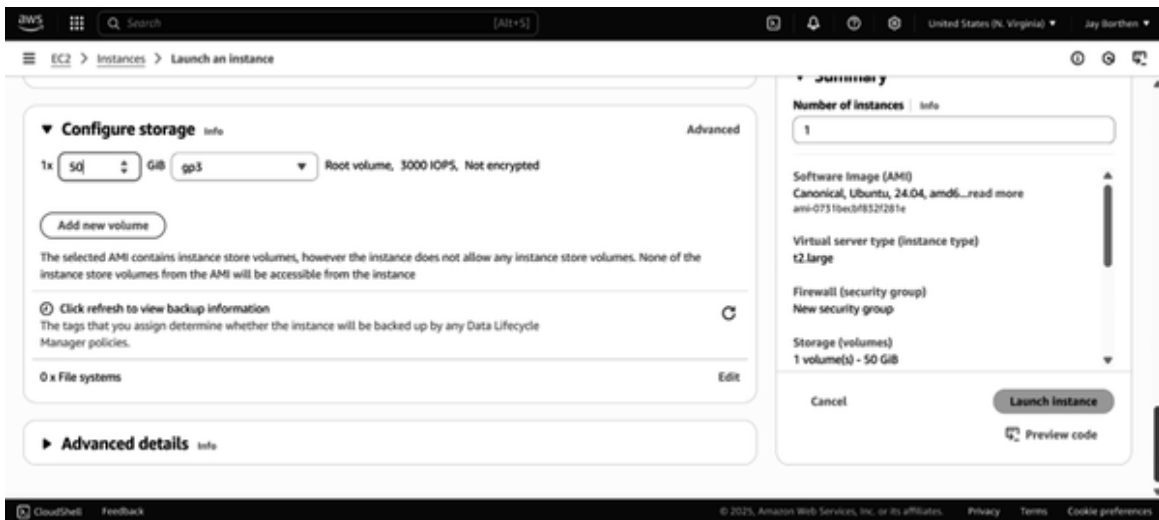 aws
Search [Alt+S]
United States (N. Virginia)
Jay Borthen
EC2 > Instances > Launch an instance
Configure storage Info
Advanced
1x 50 GiB gp3 Root volume, 3000 IOPS, Not encrypted
Add new volume
The selected AMI contains instance store volumes, however the instance does not allow any instance store volumes. None of the
instance store volumes from the AMI will be accessible from the instance
Click refresh to view backup information
The tags that you assign determine whether the instance will be backed up by any Data Lifecycle
Manager policies.
0 x File systems
Edit
Advanced details Info
Summary
Number of instances Info
1
Software Image (AMI)
Canonical, Ubuntu, 24.04, amd6...read more
ami-0731becbf832f281e
Virtual server type (instance type)
t2.large
Firewall (security group)
New security group
Storage (volumes)
1 volume(s) - 50 GiB
Cancel
Launch instance
Preview code
CloudShell Feedback
© 2025, Amazon Web Services, Inc. or its affiliates. Privacy Terms Cookie preferences